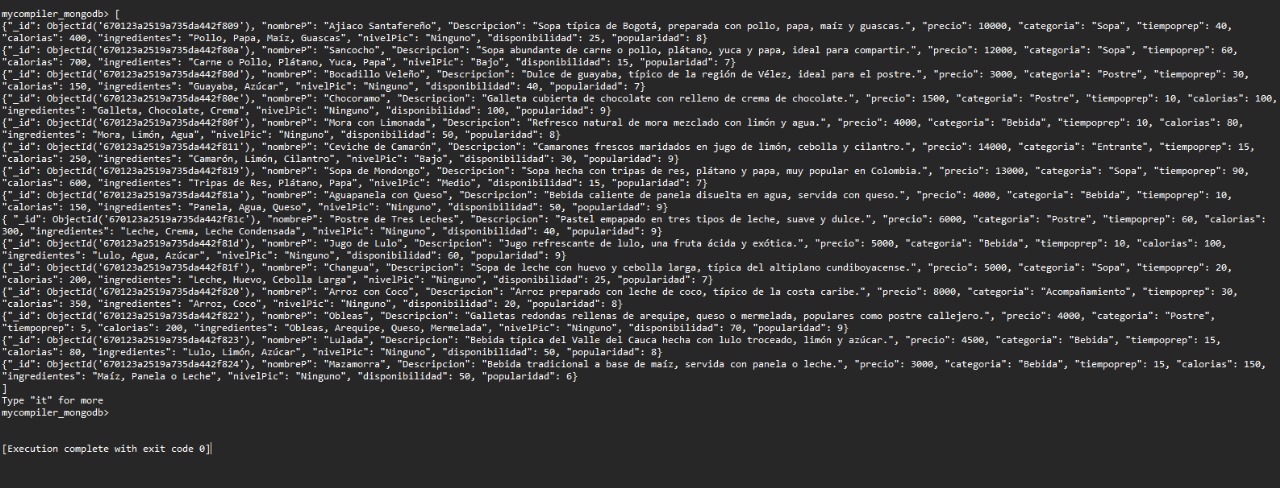 mycompiler_mongodb> [
{"_id": ObjectId('670123a2519a735da442f809'), "nombreP": "Ajiaco Santafereño", "Descripcion": "Sopa típica de Bogotá, preparada con pollo, papa, maíz y guascas.", "precio": 10000, "categoria": "Sopa", "tiempoprep": 40,
"calorias": 400, "ingredientes": "Pollo, Papa, Maíz, Guascas", "nivelPic": "Ninguno", "disponibilidad": 25, "popularidad": 8}
{"_id": ObjectId('670123a2519a735da442f80a'), "nombreP": "Sancocho", "Descripcion": "Sopa abundante de carne o pollo, plátano, yuca y papa, ideal para compartir.", "precio": 12000, "categoria": "Sopa", "tiempoprep": 60,
"calorias": 700, "ingredientes": "Carne o Pollo, Plátano, Yuca, Papa", "nivelPic": "Bajo", "disponibilidad": 15, "popularidad": 7}
{"_id": ObjectId('670123a2519a735da442f80d'), "nombreP": "Bocadillo Veleño", "Descripcion": "Dulce de guayaba, típico de la región de Vélez, ideal para el postre.", "precio": 3000, "categoria": "Postre", "tiempoprep": 30,
"calorias": 150, "ingredientes": "Guayaba, Azúcar", "nivelPic": "Ninguno", "disponibilidad": 40, "popularidad": 7}
{"_id": ObjectId('670123a2519a735da442f80e'), "nombreP": "Chocoramo", "Descripcion": "Galleta cubierta de chocolate con relleno de crema de chocolate.", "precio": 1500, "categoria": "Postre", "tiempoprep": 10, "calorias": 100,
"ingredientes": "Galleta, Chocolate, Crema", "nivelPic": "Ninguno", "disponibilidad": 100, "popularidad": 9}
{"_id": ObjectId('670123a2519a735da442f80f'), "nombreP": "Mora con Limonada", "Descripcion": "Refresco natural de mora mezclado con limón y agua.", "precio": 4000, "categoria": "Bebida", "tiempoprep": 10, "calorias": 80,
"ingredientes": "Mora, Limón, Agua", "nivelPic": "Ninguno", "disponibilidad": 50, "popularidad": 8}
{"_id": ObjectId('670123a2519a735da442f811'), "nombreP": "Ceviche de Camarón", "Descripcion": "Camarones frescos maridados en jugo de limón, cebolla y cilantro.", "precio": 14000, "categoria": "Entrante", "tiempoprep": 15,
"calorias": 250, "ingredientes": "Camarón, Limón, Cilantro", "nivelPic": "Bajo", "disponibilidad": 30, "popularidad": 9}
{"_id": ObjectId('670123a2519a735da442f819'), "nombreP": "Sopa de Mondongo", "Descripcion": "Sopa hecha con tripas de res, plátano y papa, muy popular en Colombia.", "precio": 13000, "categoria": "Sopa", "tiempoprep": 90,
"calorias": 600, "ingredientes": "Tripas de Res, Plátano, Papa", "nivelPic": "Medio", "disponibilidad": 15, "popularidad": 7}
{"_id": ObjectId('670123a2519a735da442f81a'), "nombreP": "Aguapanela con Queso", "Descripcion": "Bebida caliente de panela disuelta en agua, servida con queso.", "precio": 4000, "categoria": "Bebida", "tiempoprep": 10,
"calorias": 150, "ingredientes": "Panela, Agua, Queso", "nivelPic": "Ninguno", "disponibilidad": 50, "popularidad": 9}
{ "_id": ObjectId('670123a2519a735da442f81c'), "nombreP": "Postre de Tres Leches", "Descripcion": "Pastel empapado en tres tipos de leche, suave y dulce.", "precio": 6000, "categoria": "Postre", "tiempoprep": 60, "calorias":
300, "ingredientes": "Leche, Crema, Leche Condensada", "nivelPic": "Ninguno", "disponibilidad": 40, "popularidad": 9}
{"_id": ObjectId('670123a2519a735da442f81d'), "nombreP": "Jugo de Lulo", "Descripcion": "Jugo refrescante de lulo, una fruta ácida y exótica.", "precio": 5000, "categoria": "Bebida", "tiempoprep": 10, "calorias": 100,
"ingredientes": "Lulo, Agua, Azúcar", "nivelPic": "Ninguno", "disponibilidad": 60, "popularidad": 9}
{"_id": ObjectId('670123a2519a735da442f81f'), "nombreP": "Changua", "Descripcion": "Sopa de leche con huevo y cebolla larga, típica del altiplano cundiboyacense.", "precio": 5000, "categoria": "Sopa", "tiempoprep": 20,
"calorias": 200, "ingredientes": "Leche, Huevo, Cebolla Larga", "nivelPic": "Ninguno", "disponibilidad": 25, "popularidad": 7}
{"_id": ObjectId('670123a2519a735da442f820'), "nombreP": "Arroz con Coco", "Descripcion": "Arroz preparado con leche de coco, típico de la costa caribe.", "precio": 8000, "categoria": "Acompañamiento", "tiempoprep": 30,
"calorias": 350, "ingredientes": "Arroz, Coco", "nivelPic": "Ninguno", "disponibilidad": 20, "popularidad": 8}
{"_id": ObjectId('670123a2519a735da442f822'), "nombreP": "Obleas", "Descripcion": "Galletas redondas rellenas de arequipe, queso o mermelada, populares como postre callejero.", "precio": 4000, "categoria": "Postre",
"tiempoprep": 5, "calorias": 200, "ingredientes": "Obleas, Arequipe, Queso, Mermelada", "nivelPic": "Ninguno", "disponibilidad": 70, "popularidad": 9}
{"_id": ObjectId('670123a2519a735da442f823'), "nombreP": "Lulada", "Descripcion": "Bebida típica del Valle del Cauca hecha con lulo troceado, limón y azúcar.", "precio": 4500, "categoria": "Bebida", "tiempoprep": 15,
"calorias": 80, "ingredientes": "Lulo, Limón, Azúcar", "nivelPic": "Ninguno", "disponibilidad": 50, "popularidad": 8}
{"_id": ObjectId('670123a2519a735da442f824'), "nombreP": "Mazamorra", "Descripcion": "Bebida tradicional a base de maíz, servida con panela o leche.", "precio": 3000, "categoria": "Bebida", "tiempoprep": 15, "calorias": 150,
"ingredientes": "Maíz, Panela o Leche", "nivelPic": "Ninguno", "disponibilidad": 50, "popularidad": 6}
]
Type "it" for more
mycompiler_mongodb>
[Execution complete with exit code 0]